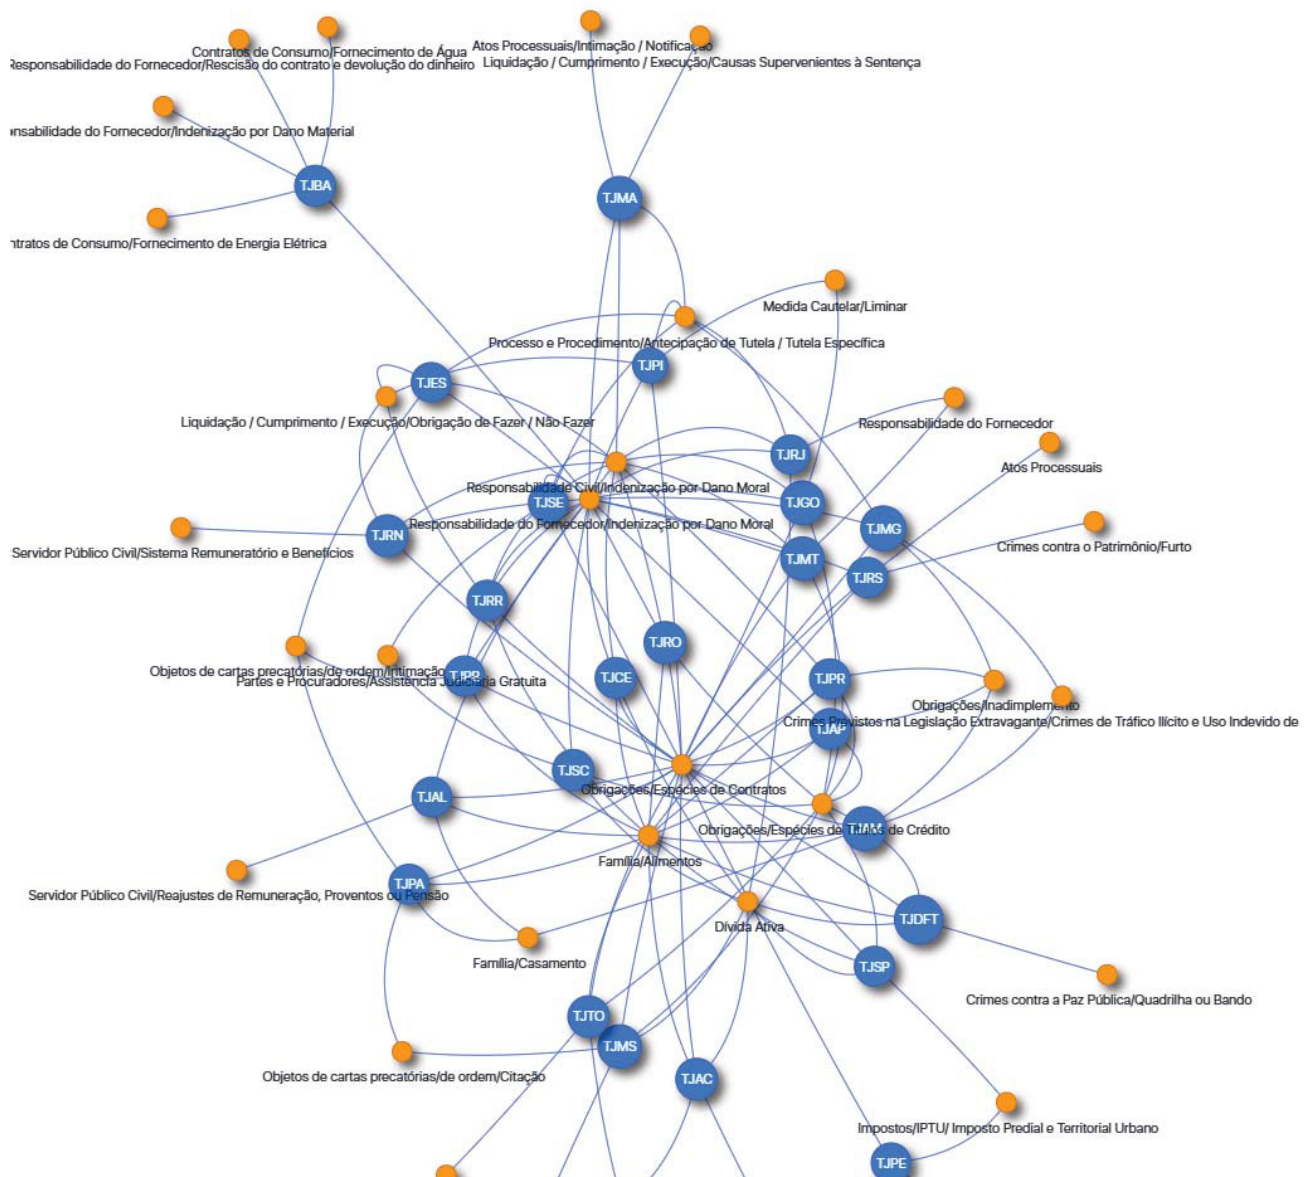 Contratos de Consumo/Fornecimento de Água
Responsabilidade do Fornecedor/Rescisão do contrato e devolução do dinheiro
Atos Processuais/Intimação / Notificação
Liquidação / Cumprimento / Execução/Causas Supervenientes à Sentença
nsabilidade do Fornecedor/Indenização por Dano Material
TJBA
TJMA
ntratos de Consumo/Fornecimento de Energia Elétrica
Medida Cautelar/Liminar
Processo e Procedimento/Antecipação de Tutela / Tutela Específica
TJPI
TJES
Liquidação / Cumprimento / Execução/Obrigação de Fazer / Não Fazer
Responsabilidade do Fornecedor
TJRJ
Atos Processuais
Responsabilidade Civil/Indenização por Dano Moral
TJSE
TJGO
Responsabilidade do Fornecedor/Indenização por Dano Moral
TJMG
TJRN
Servidor Público Civil/Sistema Remuneratório e Benefícios
Crimes contra o Patrimônio/Furto
TJMT
TJRS
TJRR
TJRO
Objetos de cartas precatórias/de ordem/Intimação
TJPB
Partes e Procuradores/Assistência Judiciária Gratuita
TJCE
TJPR
Obrigações/Inadimplemento
Crimes Previstos na Legislação Extravagante/Crimes de Tráfico Ilícito e Uso Indevido de
TJAP
TJSC
Obrigações/Espécies de Contratos
TJAL
Obrigações/Espécies de Títulos de Crédito
TJAM
Família/Alimentos
TJPA
Servidor Público Civil/Reajustes de Remuneração, Proventos ou Pensão
Dívida Ativa
TJDFT
Família/Casamento
TJSP
Crimes contra a Paz Pública/Quadrilha ou Bando
TJTO
TJMS
Objetos de cartas precatórias/de ordem/Citação
TJAC
Impostos/IPTU/ Imposto Predial e Territorial Urbano
TJPE